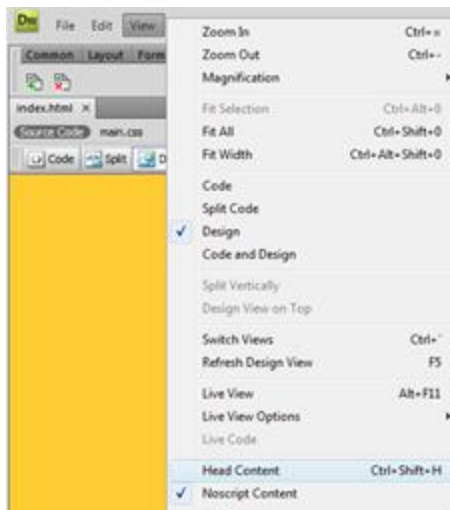 Dw File Edit View
Common Layout Form
index.html ×
Source Code main.css
Code Split D
Zoom In Ctrl+=
Zoom Out Ctrl+-
Magnification
Fit Selection Ctrl+Alt+0
Fit All Ctrl+Shift+0
Fit Width Ctrl+Alt+Shift+0
Code
Split Code
Design
Code and Design
Split Vertically
Design View on Top
Switch Views Ctrl+`
Refresh Design View F5
Live View Alt+F11
Live View Options
Live Code
Head Content Ctrl+Shift+H
Noscript Content